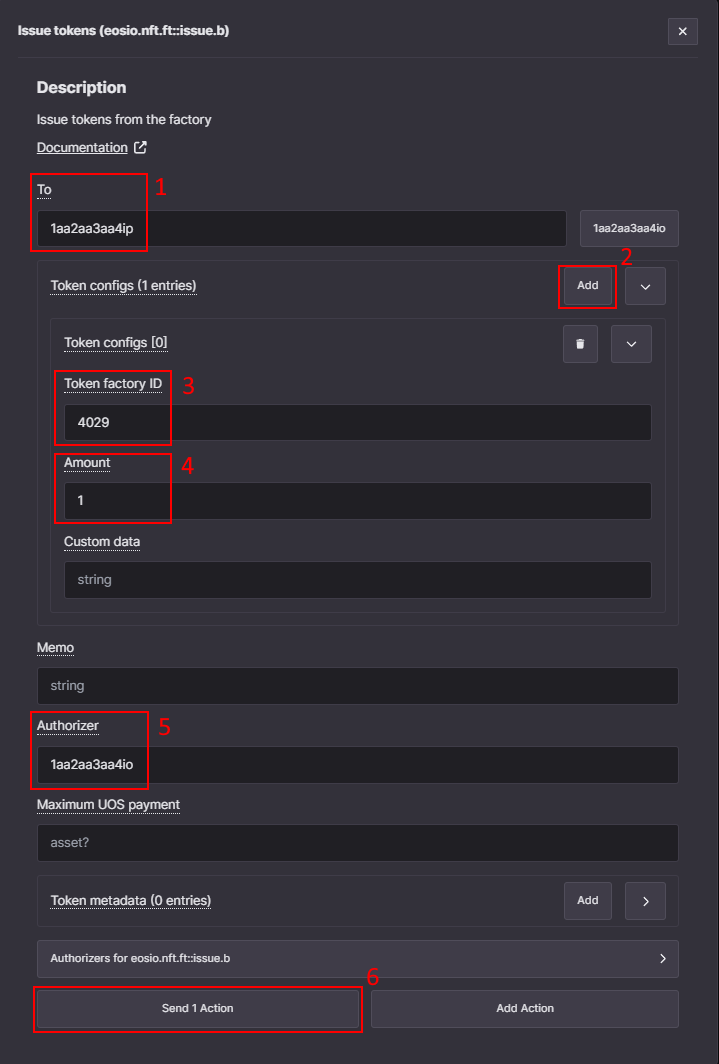 Issue tokens (eosio.nft.ft::issue.b)
Description
Issue tokens from the factory
Documentation
To
1
1aa2aa3aa4ip
1aa2aa3aa4io
2
Token configs (1 entries)
Add
Token configs [0]
Token factory ID
3
4029
Amount
4
1
Custom data
string
Memo
string
Authorizer
5
1aa2aa3aa4io
Maximum UOS payment
asset?
Token metadata (0 entries)
Add
Authorizers for eosio.nft.ft::issue.b
6
Send 1 Action
Add Action